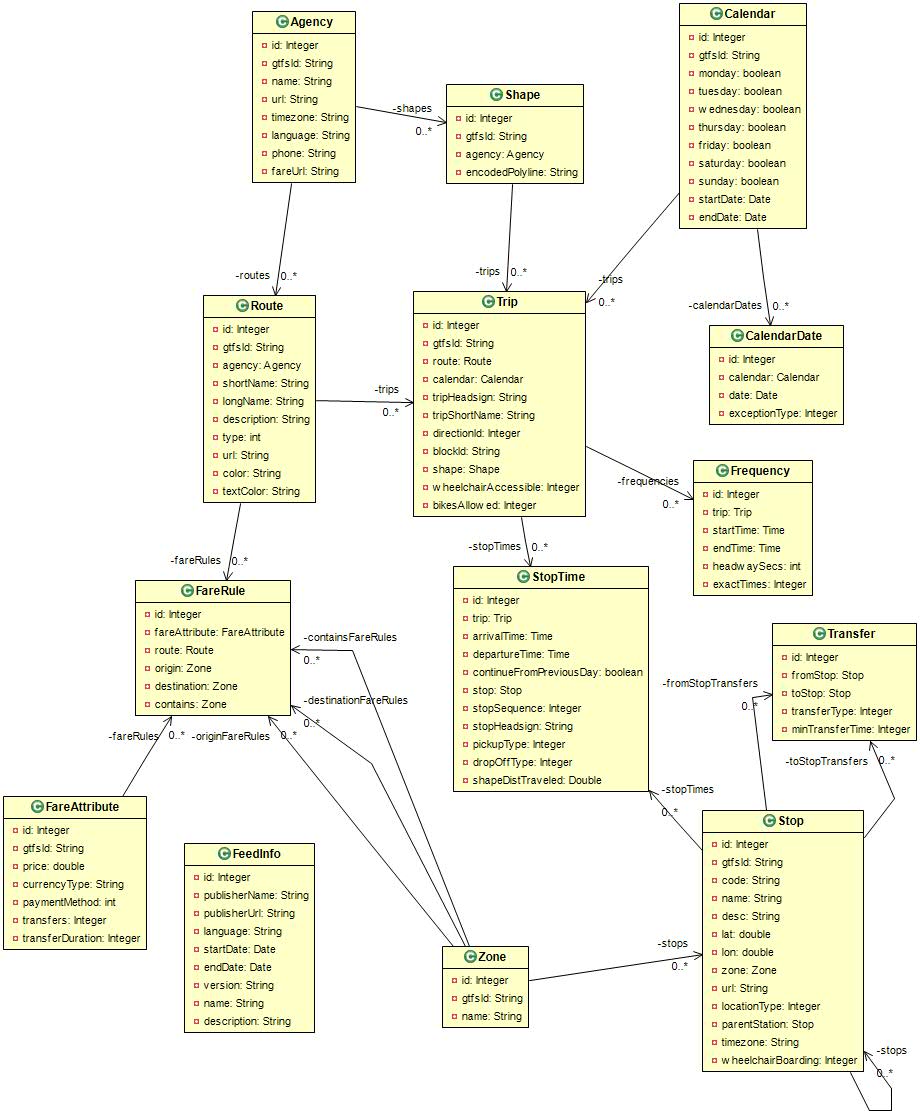 C Agency
id: Integer
gtfsId: String
name: String
url: String
timezone: String
language: String
phone: String
fareUrl: String
-shapes
0..*
-routes
0..*
C Shape
id: Integer
gtfsId: String
agency: Agency
encodedPolyline: String
-trips
0..*
C Calendar
id: Integer
gtfsId: String
monday: boolean
tuesday: boolean
wednesday: boolean
thursday: boolean
friday: boolean
saturday: boolean
sunday: boolean
startDate: Date
endDate: Date
-trips
0..*
-calendarDates
0..*
C Route
id: Integer
gtfsId: String
agency: Agency
shortName: String
longName: String
description: String
type: int
url: String
color: String
textColor: String
-trips
0..*
-fareRules
0..*
C Trip
id: Integer
gtfsId: String
route: Route
calendar: Calendar
tripHeadsign: String
tripShortName: String
directionId: Integer
blockId: String
shape: Shape
wheelchairAccessible: Integer
bikesAllowed: Integer
-frequencies
0..*
-stopTimes
0..*
C CalendarDate
id: Integer
calendar: Calendar
date: Date
exceptionType: Integer
C Frequency
id: Integer
trip: Trip
startTime: Time
endTime: Time
headwaySecs: int
exactTimes: Integer
C FareRule
id: Integer
fareAttribute: FareAttribute
route: Route
origin: Zone
destination: Zone
contains: Zone
-containsFareRules
0..*
-destinationFareRules
0..*
-fareRules
0..*
-originFareRules
0..*
C StopTime
id: Integer
trip: Trip
arrivalTime: Time
departureTime: Time
continueFromPreviousDay: boolean
stop: Stop
stopSequence: Integer
stopHeadsign: String
pickupType: Integer
dropOffType: Integer
shapeDistTraveled: Double
-stopTimes
0..*
C Transfer
id: Integer
fromStop: Stop
toStop: Stop
transferType: Integer
minTransferTime: Integer
-fromStopTransfers
0..*
-toStopTransfers
0..*
C FareAttribute
id: Integer
gtfsId: String
price: double
currencyType: String
paymentMethod: int
transfers: Integer
transferDuration: Integer
C FeedInfo
id: Integer
publisherName: String
publisherUrl: String
language: String
startDate: Date
endDate: Date
version: String
name: String
description: String
C Zone
id: Integer
gtfsId: String
name: String
-stops
0..*
C Stop
id: Integer
gtfsId: String
code: String
name: String
desc: String
lat: double
lon: double
zone: Zone
url: String
locationType: Integer
parentStation: Stop
timezone: String
wheelchairBoarding: Integer
-stops
0..*